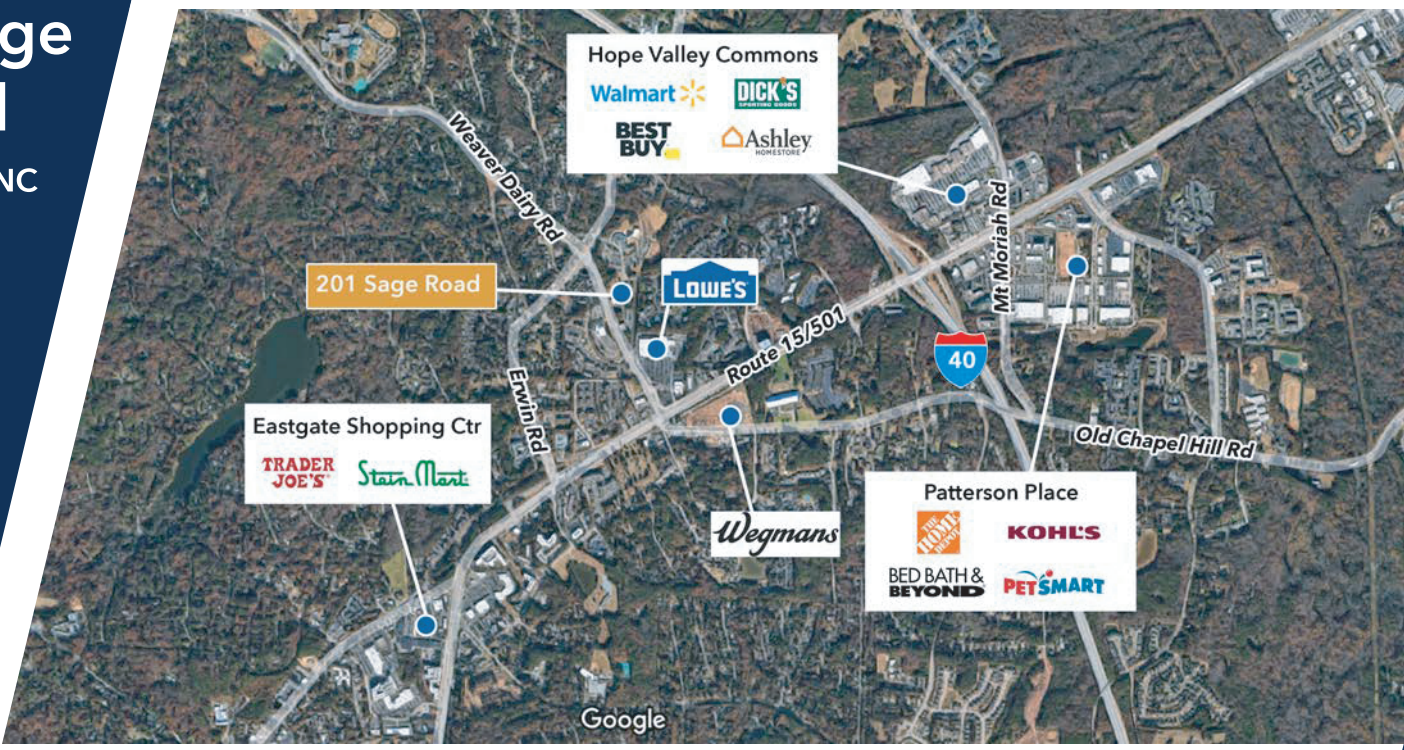 ge
NC
Hope Valley Commons
Walmart
DICK'S
SPORTING GOODS
BEST
BUY
Ashley
HOMESTORE
Weaver Dairy Rd
Mt Moriah Rd
201 Sage Road
LOWE'S
Route 15/501
40
Erwin Rd
Eastgate Shopping Ctr
TRADER
JOE'S
Stein Mart
Old Chapel Hill Rd
Wegmans
Patterson Place
THE
HOME
DEPOT
KOHL'S
BED BATH &
BEYOND
PETSMART
Google